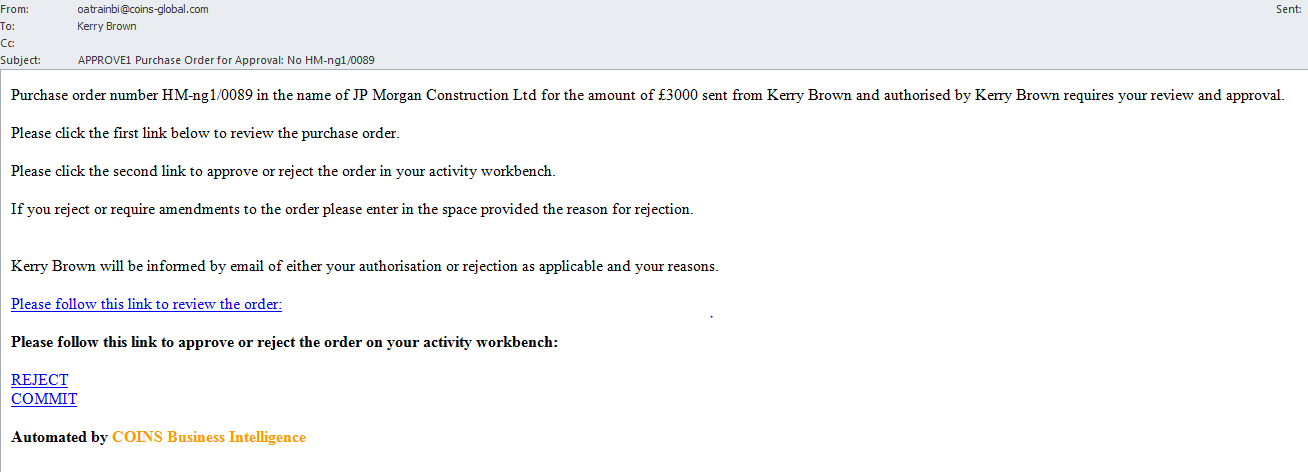 From: oatrainbi@coins-global.com Sent:
To: Kerry Brown
Cc:
Subject: APPROVE1 Purchase Order for Approval: No HM-ng1/0089
Purchase order number HM-ng1/0089 in the name of JP Morgan Construction Ltd for the amount of £3000 sent from Kerry Brown and authorised by Kerry Brown requires your review and approval.
Please click the first link below to review the purchase order.
Please click the second link to approve or reject the order in your activity workbench.
If you reject or require amendments to the order please enter in the space provided the reason for rejection.
Kerry Brown will be informed by email of either your authorisation or rejection as applicable and your reasons.
Please follow this link to review the order:
Please follow this link to approve or reject the order on your activity workbench:
REJECT
COMMIT
Automated by COINS Business Intelligence